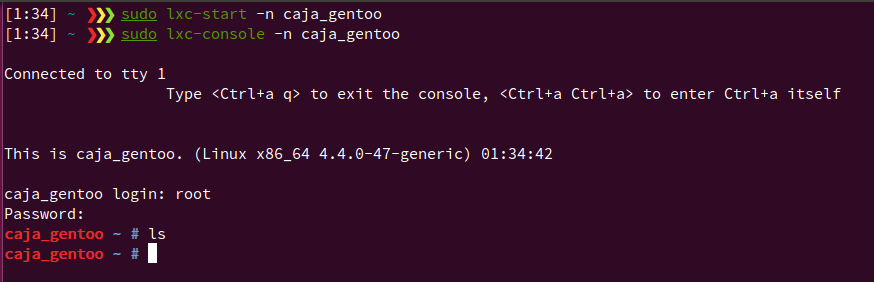 [1:34] ~ ❯❯❯ sudo lxc-start -n caja_gentoo
[1:34] ~ ❯❯❯ sudo lxc-console -n caja_gentoo
Connected to tty 1
Type <Ctrl+a q> to exit the console, <Ctrl+a Ctrl+a> to enter Ctrl+a itself
This is caja_gentoo. (Linux x86_64 4.4.0-47-generic) 01:34:42
caja_gentoo login: root
Password:
caja_gentoo ~ # ls
caja_gentoo ~ #